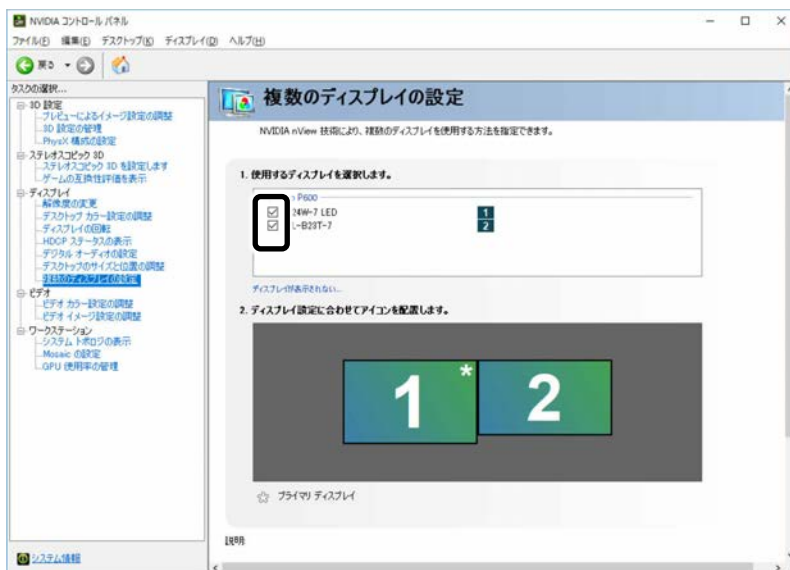 NVIDIA コントロール パネル
ファイル(F) 編集(E) デスクトップ(K) ディスプレイ(D) ヘルプ(H)
戻る
タスクの選択...
3D 設定
プレビューによるイメージ設定の調整
3D 設定の管理
PhysX 構成の設定
ステレオスコピック 3D
ステレオスコピック 3D を設定します
ゲームの互換性評価を表示
ディスプレイ
解像度の変更
デスクトップ カラー設定の調整
ディスプレイの回転
HDCP ステータスの表示
デジタル オーディオの設定
デスクトップのサイズと位置の調整
複数のディスプレイの設定
ビデオ
ビデオ カラー設定の調整
ビデオ イメージ設定の調整
ワークステーション
システム トポロジの表示
Mosaic の設定
GPU 使用率の管理
システム情報
複数のディスプレイの設定
NVIDIA nView 技術により、複数のディスプレイを使用する方法を指定できます。
1. 使用するディスプレイを選択します。
P600
24W-7 LED 1
L-B23T-7 2
ディスプレイが表示されない...
2. ディスプレイ設定に合わせてアイコンを配置します。
1 * 2
プライマリ ディスプレイ
説明